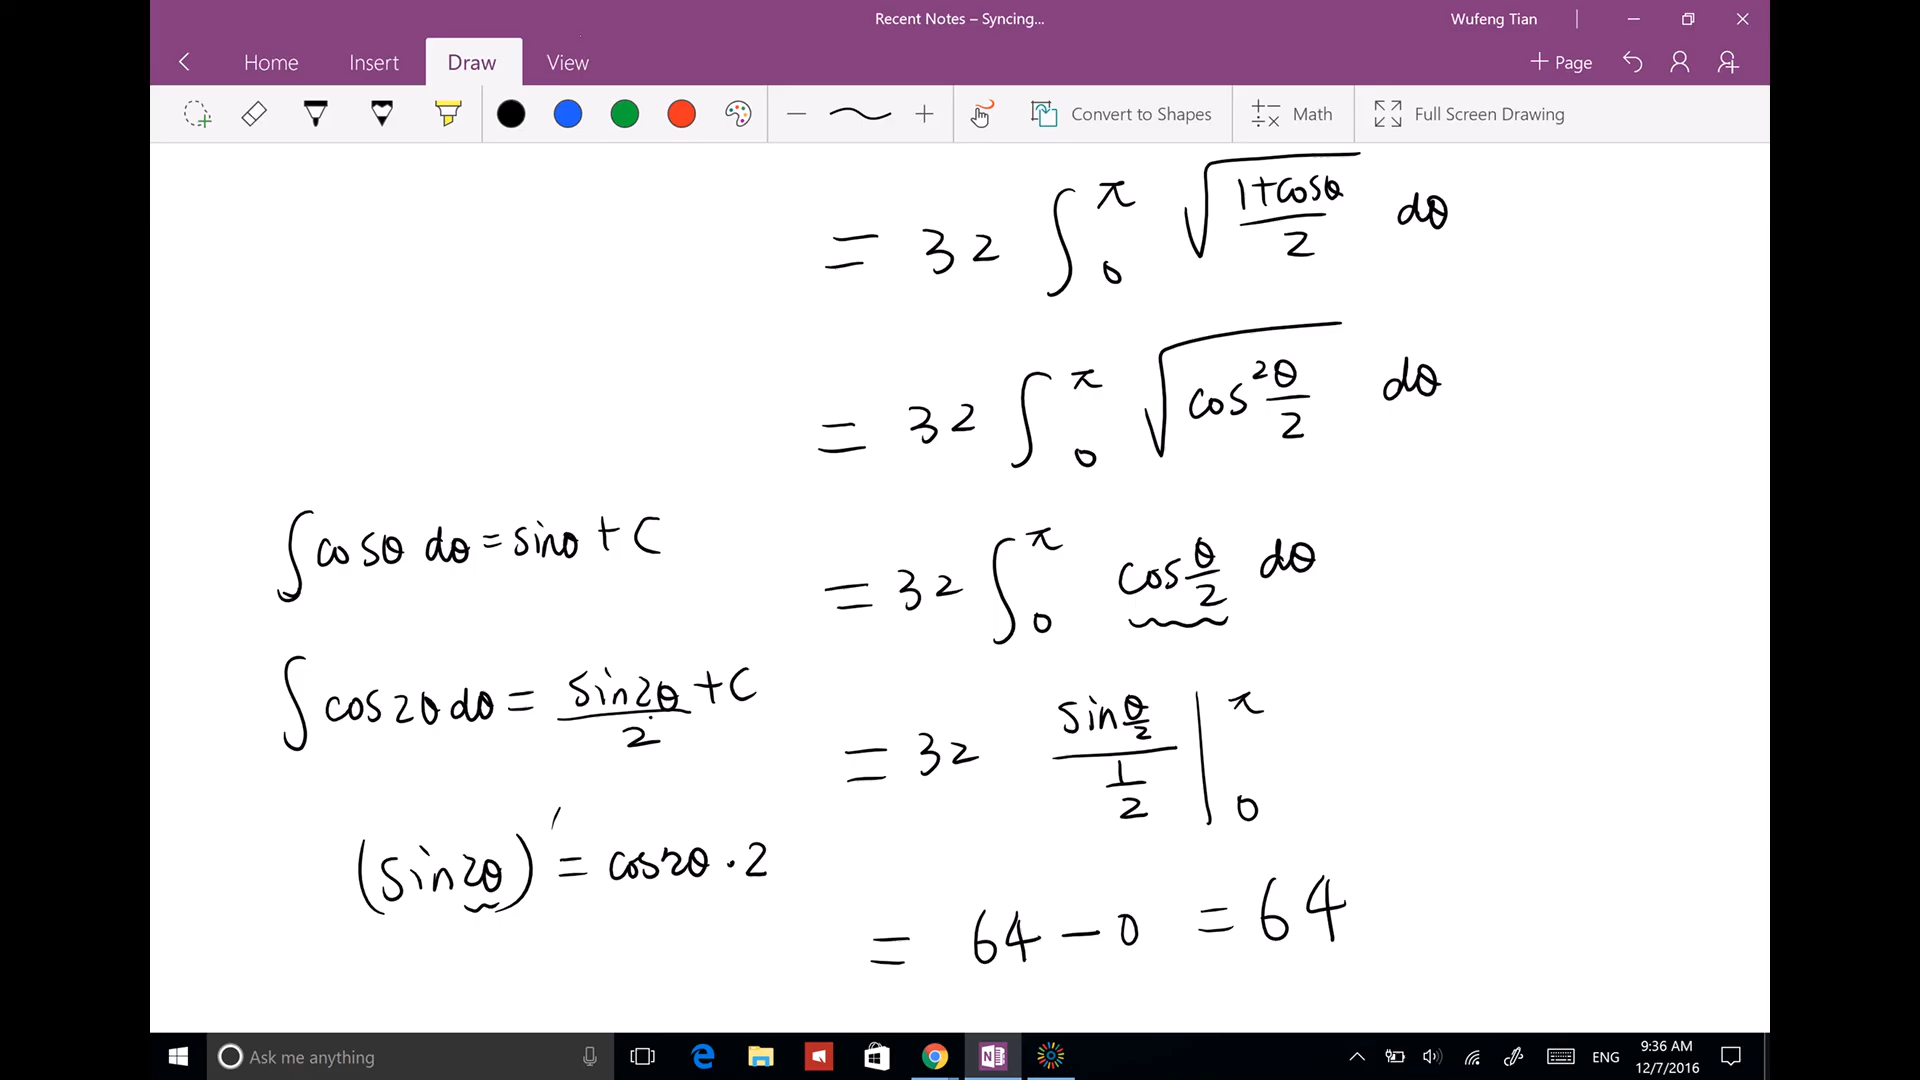 Recent Notes – Syncing...
Wufeng Tian
Home Insert Draw View
Page
Convert to Shapes
Math
Full Screen Drawing
= 32 ∫₀^π √((1+cosθ)/2) dθ
= 32 ∫₀^π √(cos² θ/2) dθ
∫cosθ dθ = sinθ + C
= 32 ∫₀^π cos θ/2 dθ
∫cos2θdθ = sin2θ/2 + C
= 32 (sin θ/2)/(1/2) |₀^π
(sin2θ)′ = cos2θ · 2
= 64 − 0 = 64
Ask me anything
ENG
9:36 AM
12/7/2016